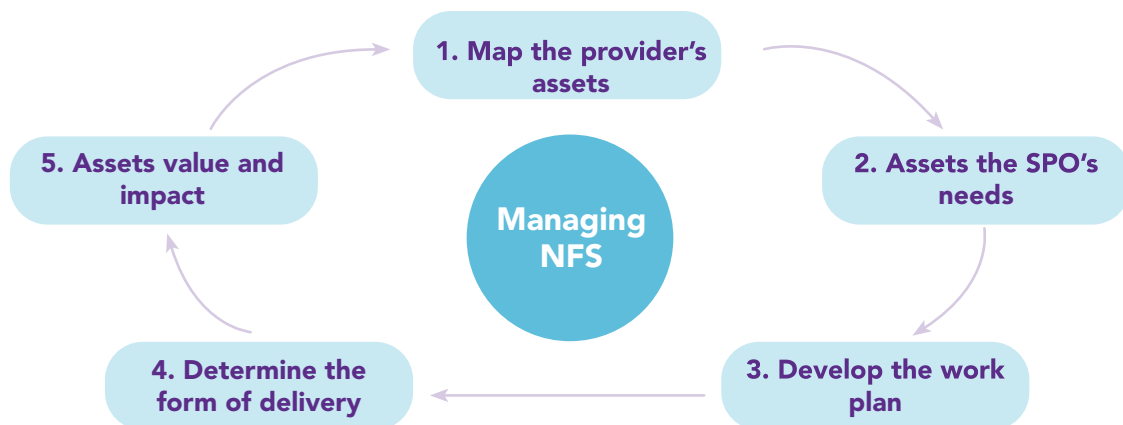 1. Map the provider’s
assets
2. Assets the SPO’s
needs
3. Develop the work
plan
4. Determine the
form of delivery
5. Assets value and
impact
Managing
NFS